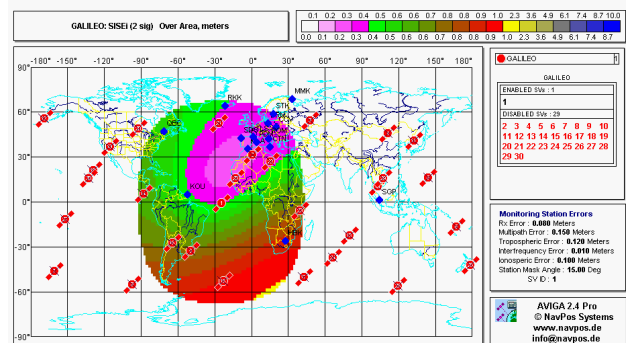 GALILEO: SISEi (2 sig) Over Area, meters
0.1 0.2 0.3 0.4 0.5 0.6 0.7 0.8 0.9 1.0 2.3 3.6 4.9 6.1 7.4 8.7 10.0
0.0 0.1 0.2 0.3 0.4 0.5 0.6 0.7 0.8 0.9 1.0 2.3 3.6 4.9 6.1 7.4 8.7
-180° -150° -120° -90° -60° -30° 0° 30° 60° 90° 120° 150° 180°
90°
60°
30°
0°
-30°
-60°
-90°
RKK
MMK
STK
KOU
SGP
GALILEO 1
GALILEO
ENABLED SVs : 1
1
DISABLED SVs : 29
2 3 4 5 6 7 8 9 10
11 12 13 14 15 16 17 18 19
20 21 22 23 24 25 26 27 28
29 30
Monitoring Station Errors
Rx Error : 0.000 Meters
Multipath Error : 0.150 Meters
Tropospheric Error : 0.120 Meters
Interfrequency Error : 0.010 Meters
Ionosperic Error : 0.100 Meters
Station Mask Angle : 15.00 Deg
SV ID : 1
AVIGA 2.4 Pro
© NavPos Systems
www.navpos.de
info@navpos.de